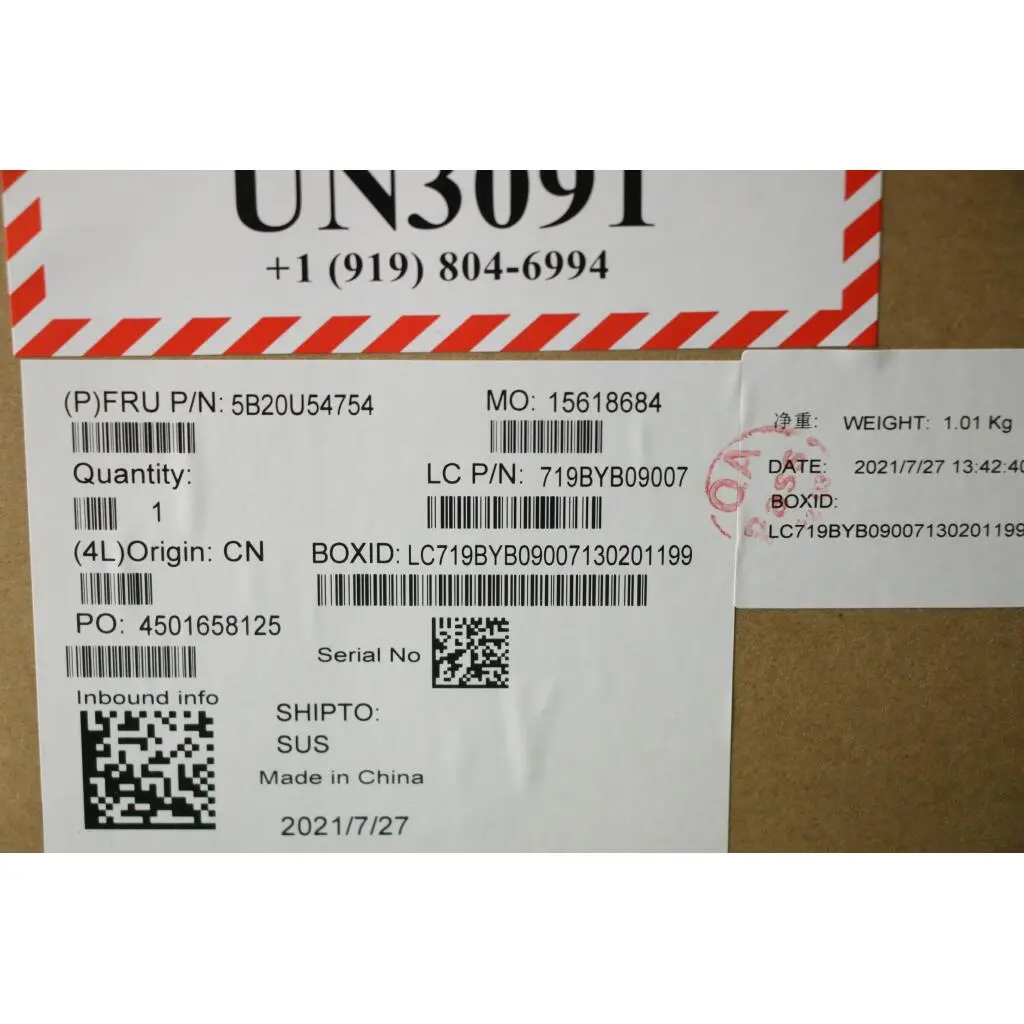 UN3091
+1 (919) 804-6994
(P)FRU P/N: 5B20U54754
MO: 15618684
Quantity:
1
LC P/N: 719BYB09007
(4L)Origin: CN
BOXID: LC719BYB09007130201199
PO: 4501658125
Serial No
Inbound info
SHIPTO:
SUS
Made in China
2021/7/27
净重: WEIGHT: 1.01 Kg
DATE: 2021/7/27 13:42:40
BOXID:
LC719BYB09007130201199
QA